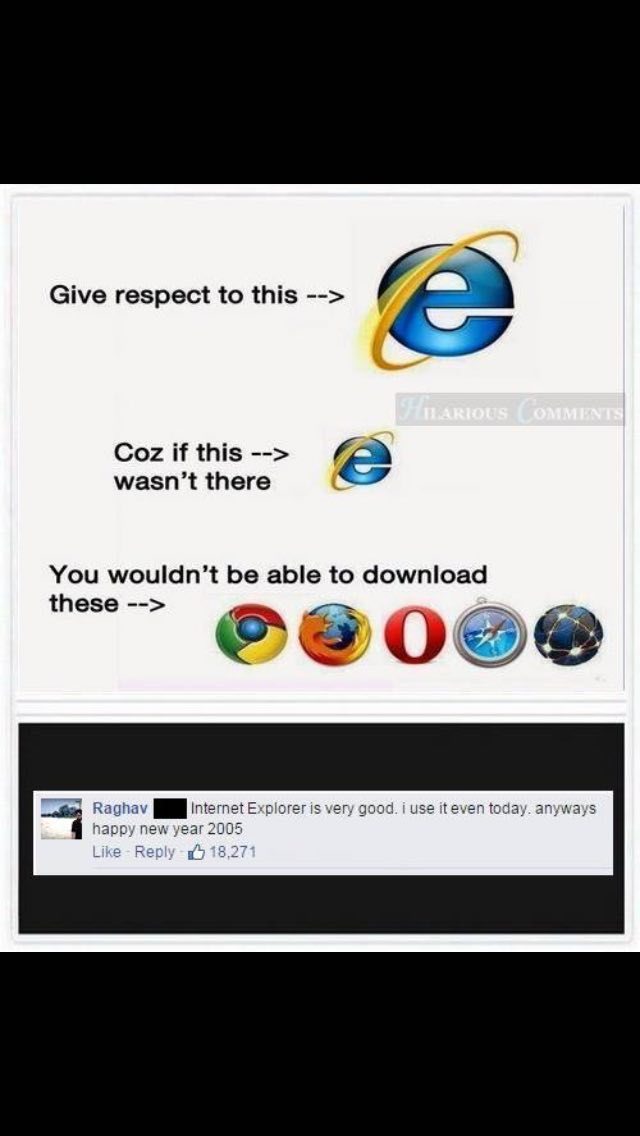 Give respect to this -->
HILARIOUS COMMENTS
Coz if this -->
wasn't there
You wouldn't be able to download
these -->
Raghav Internet Explorer is very good. i use it even today. anyways
happy new year 2005
Like · Reply · 18,271